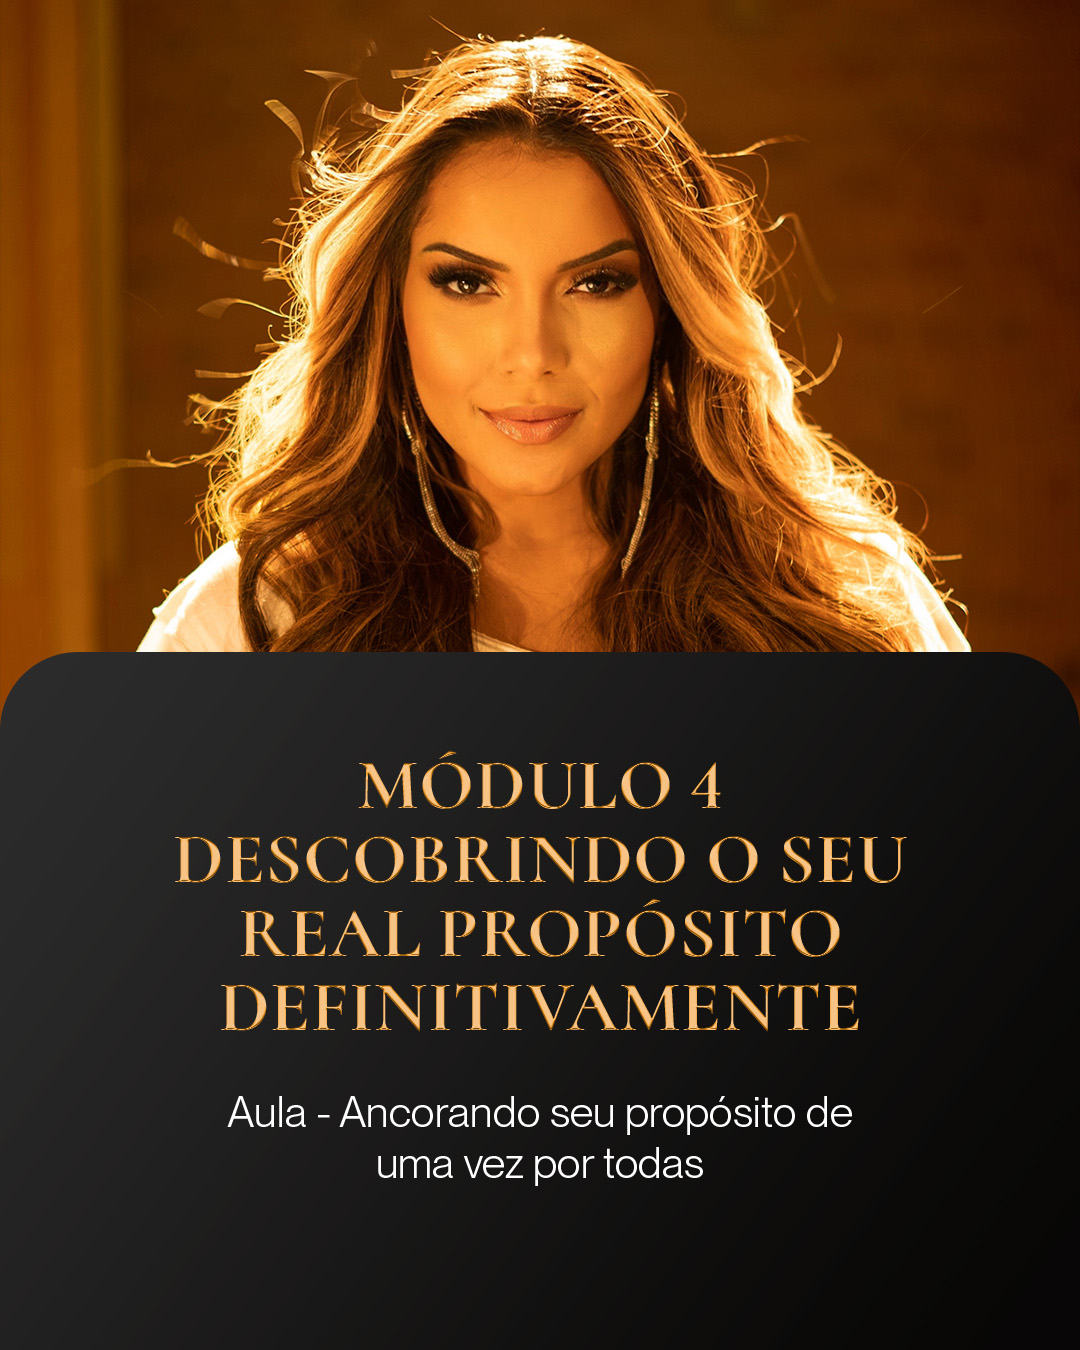 MÓDULO 4
DESCOBRINDO O SEU
REAL PROPÓSITO
DEFINITIVAMENTE
Aula - Ancorando seu propósito de
uma vez por todas